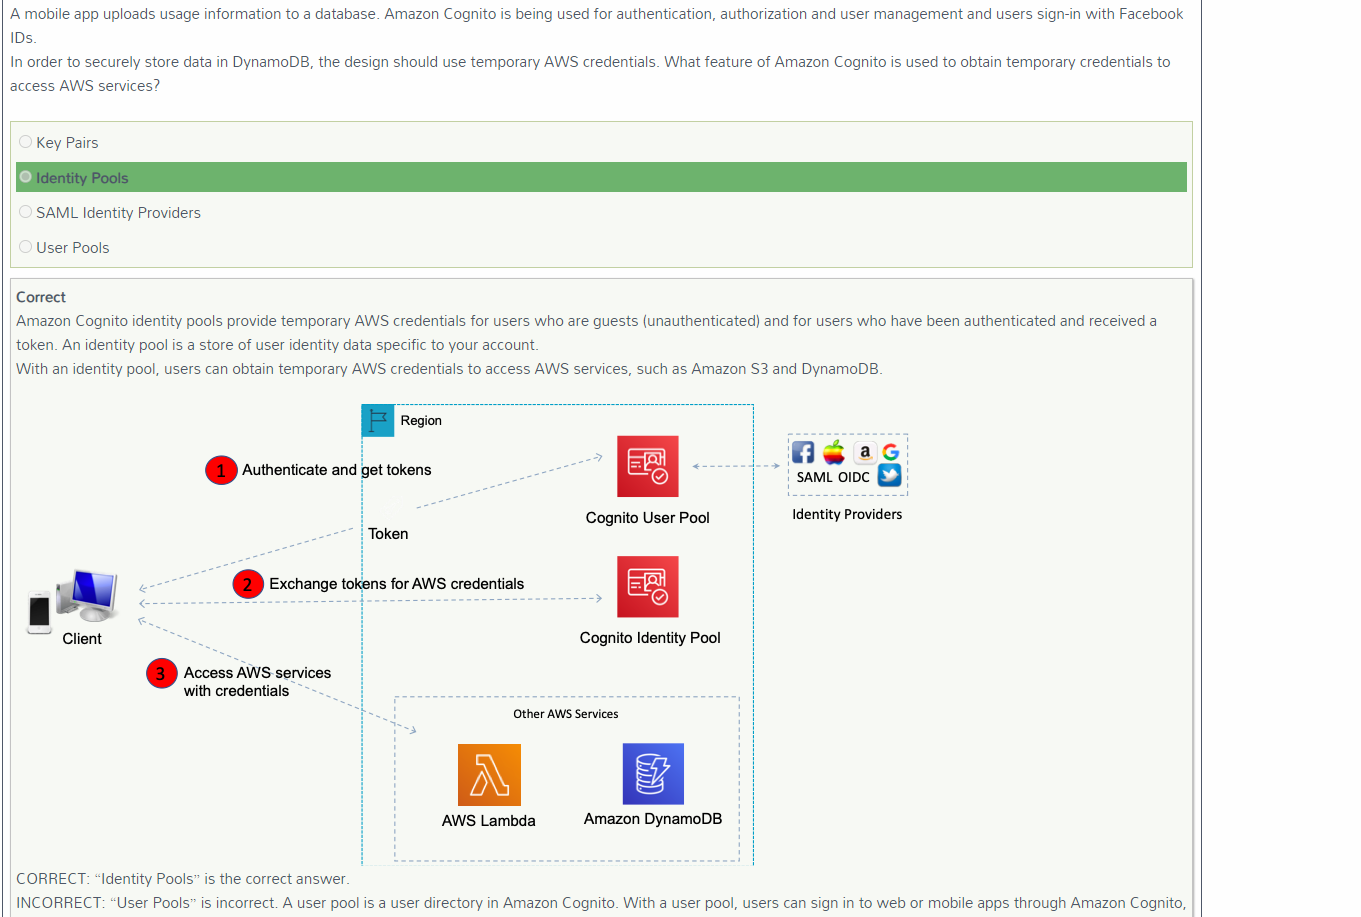 A mobile app uploads usage information to a database. Amazon Cognito is being used for authentication, authorization and user management and users sign-in with Facebook
IDs.
In order to securely store data in DynamoDB, the design should use temporary AWS credentials. What feature of Amazon Cognito is used to obtain temporary credentials to
access AWS services?
Key Pairs
Identity Pools
SAML Identity Providers
User Pools
Correct
Amazon Cognito identity pools provide temporary AWS credentials for users who are guests (unauthenticated) and for users who have been authenticated and received a
token. An identity pool is a store of user identity data specific to your account.
With an identity pool, users can obtain temporary AWS credentials to access AWS services, such as Amazon S3 and DynamoDB.
Region
1 Authenticate and get tokens
a G
SAML OIDC
Cognito User Pool
Identity Providers
Token
2 Exchange tokens for AWS credentials
Client
Cognito Identity Pool
3 Access AWS services
with credentials
Other AWS Services
AWS Lambda
Amazon DynamoDB
CORRECT: “Identity Pools” is the correct answer.
INCORRECT: “User Pools” is incorrect. A user pool is a user directory in Amazon Cognito. With a user pool, users can sign in to web or mobile apps through Amazon Cognito,